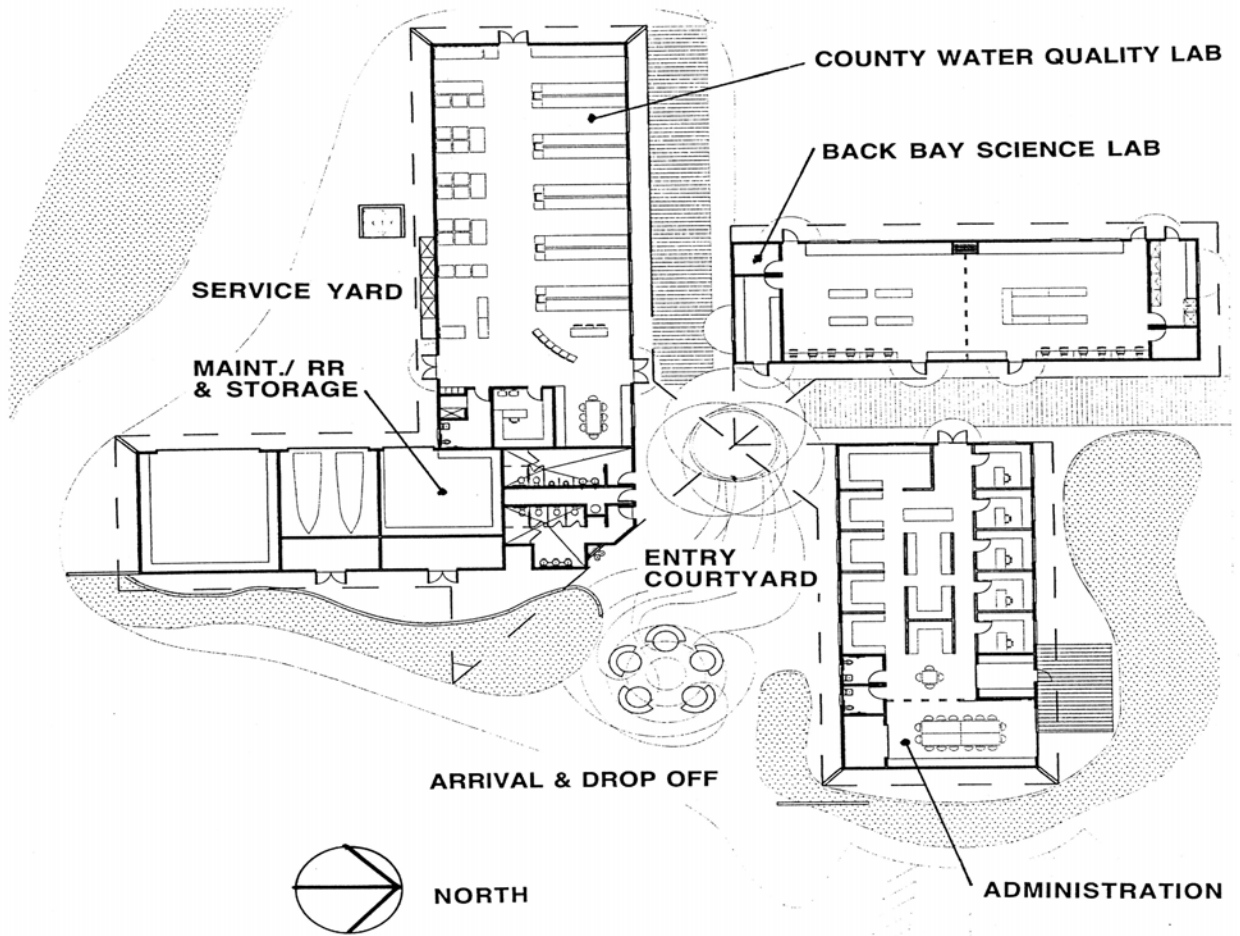 COUNTY WATER QUALITY LAB
BACK BAY SCIENCE LAB
SERVICE YARD
MAINT./ RR
& STORAGE
ENTRY
COURTYARD
ARRIVAL & DROP OFF
NORTH
ADMINISTRATION